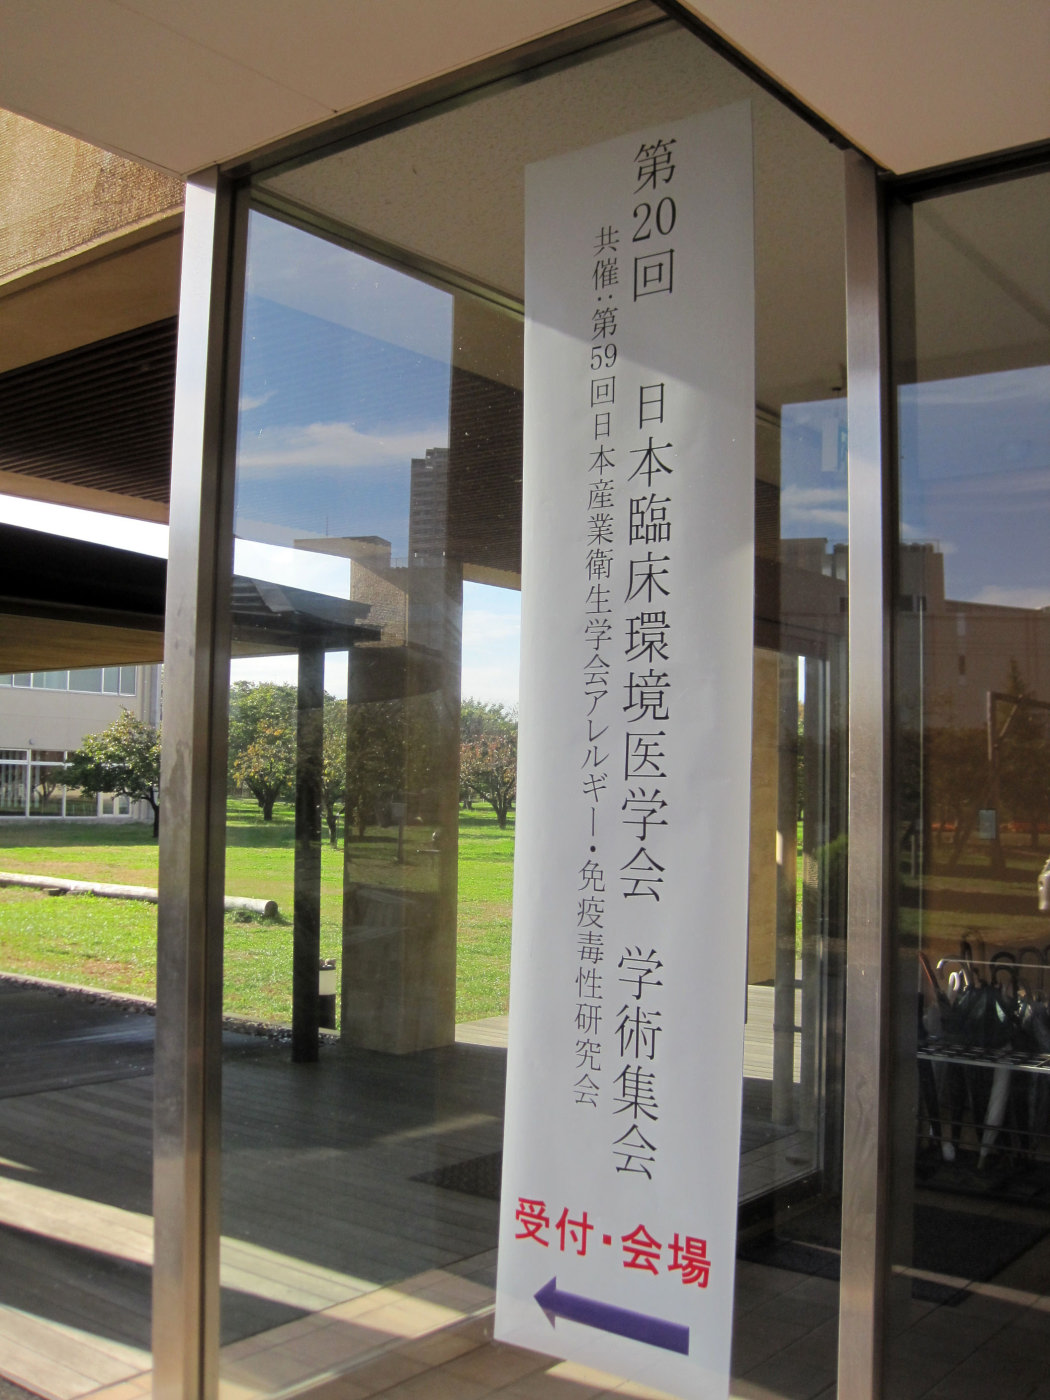 第20回 日本臨床環境医学会 学術集会
共催:第59回日本産業衛生学会アレルギー・免疫毒性研究会
受付・会場